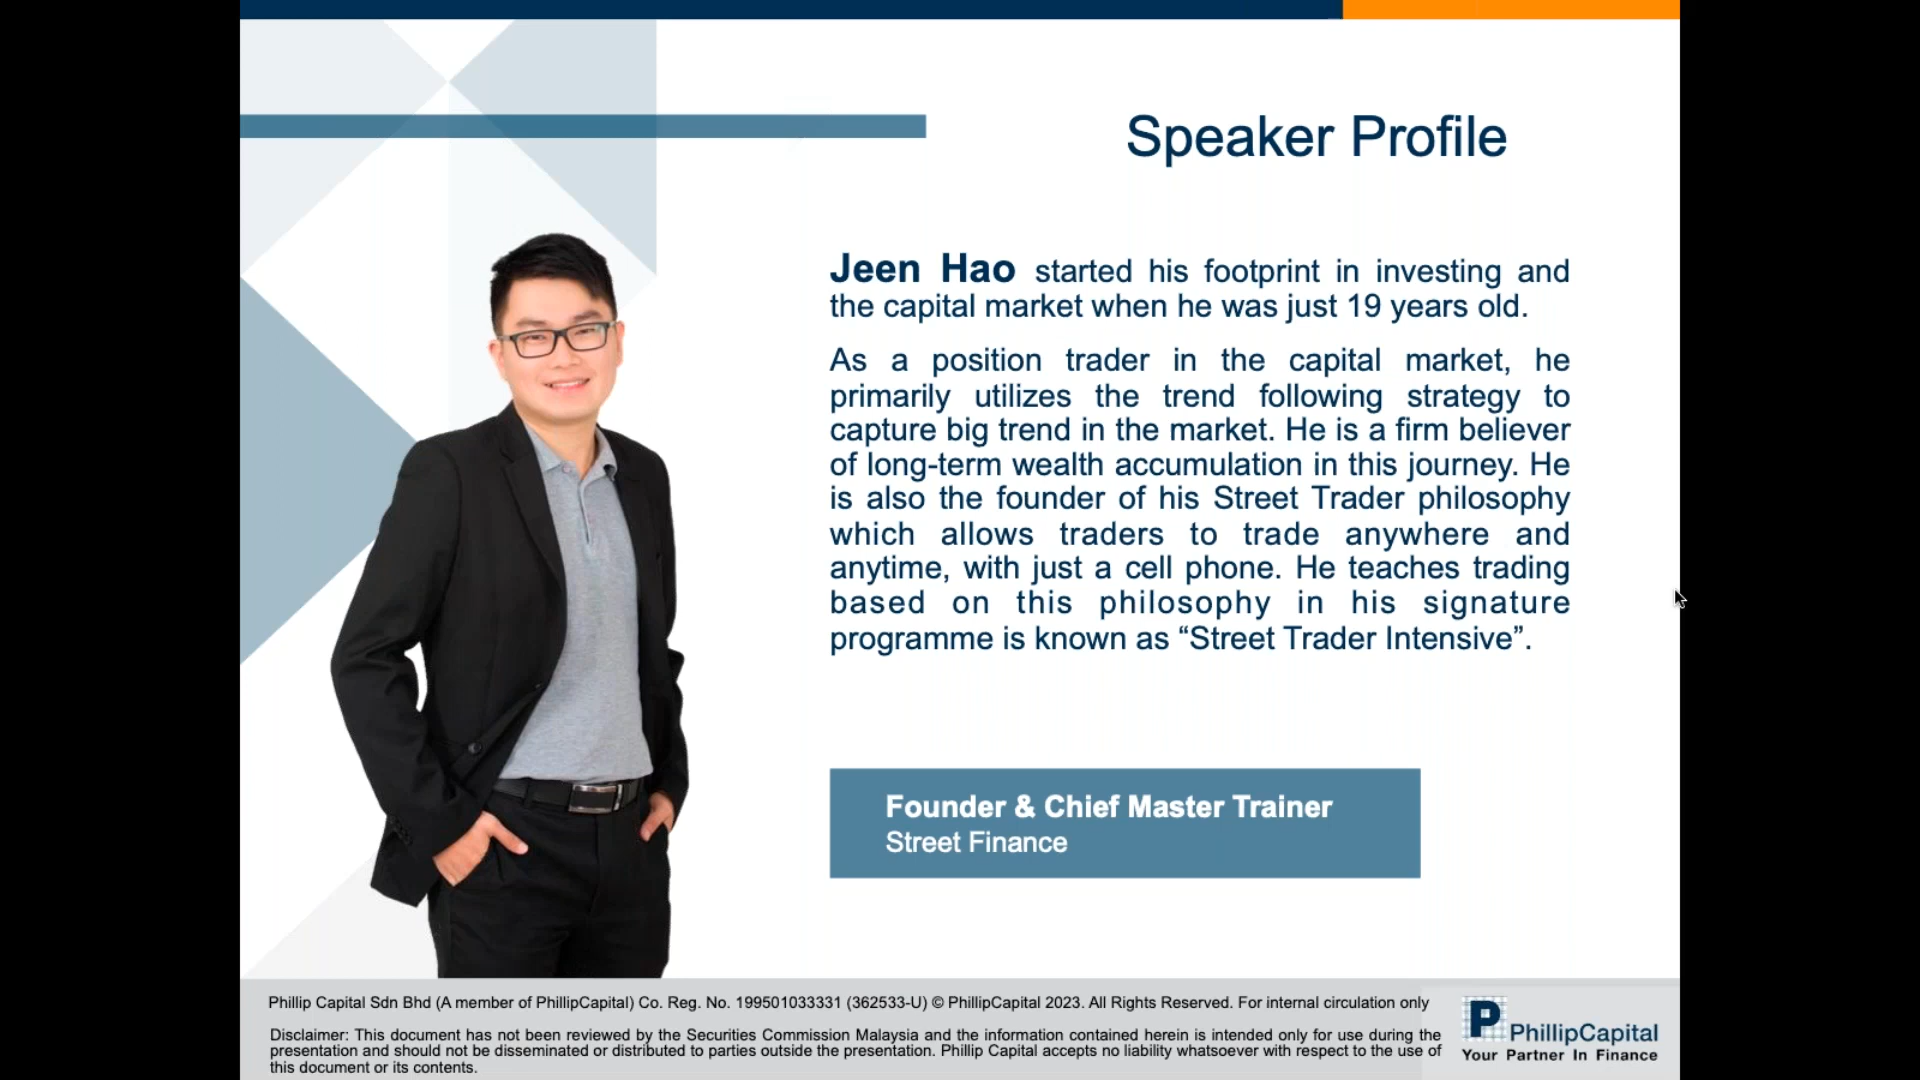 Speaker Profile
Jeen Hao started his footprint in investing and
the capital market when he was just 19 years old.
As a position trader in the capital market, he
primarily utilizes the trend following strategy to
capture big trend in the market. He is a firm believer
of long-term wealth accumulation in this journey. He
is also the founder of his Street Trader philosophy
which allows traders to trade anywhere and
anytime, with just a cell phone. He teaches trading
based on this philosophy in his signature
programme is known as “Street Trader Intensive”.
Founder & Chief Master Trainer
Street Finance
Phillip Capital Sdn Bhd (A member of PhillipCapital) Co. Reg. No. 199501033331 (362533-U) © PhillipCapital 2023. All Rights Reserved. For internal circulation only
Disclaimer: This document has not been reviewed by the Securities Commission Malaysia and the information contained herein is intended only for use during the
presentation and should not be disseminated or distributed to parties outside the presentation. Phillip Capital accepts no liability whatsoever with respect to the use of
this document or its contents.
P PhillipCapital
Your Partner In Finance